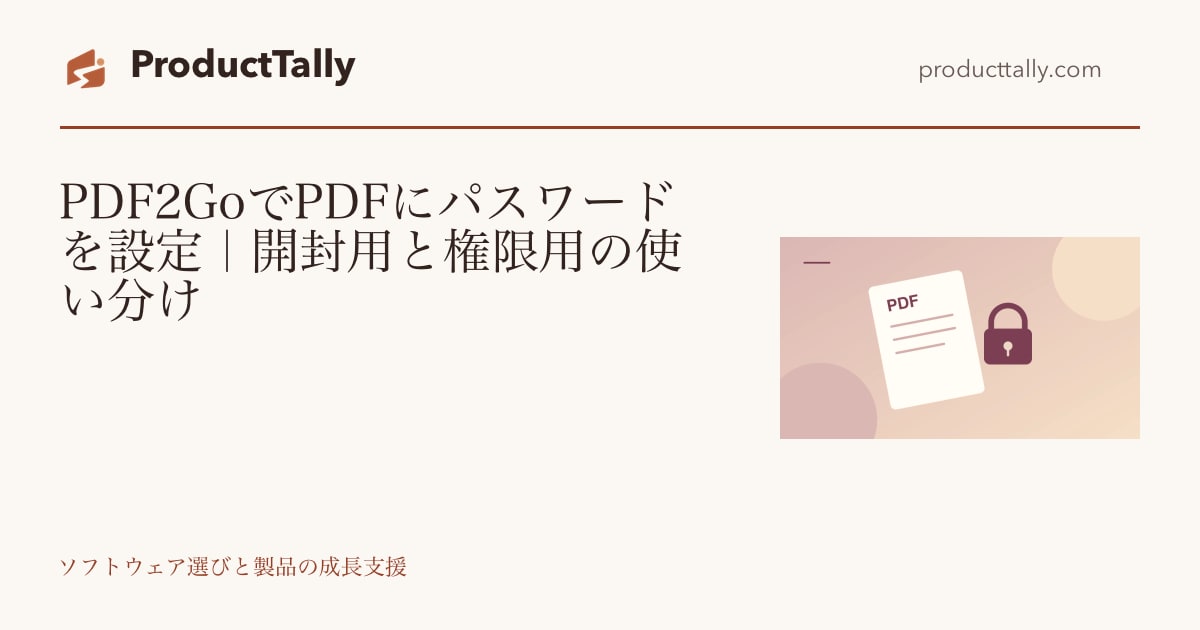 ProductTally
producttally.com
PDF2GoでPDFにパスワード
を設定｜開封用と権限用の使
い分け
PDF
ソフトウェア選びと製品の成長支援